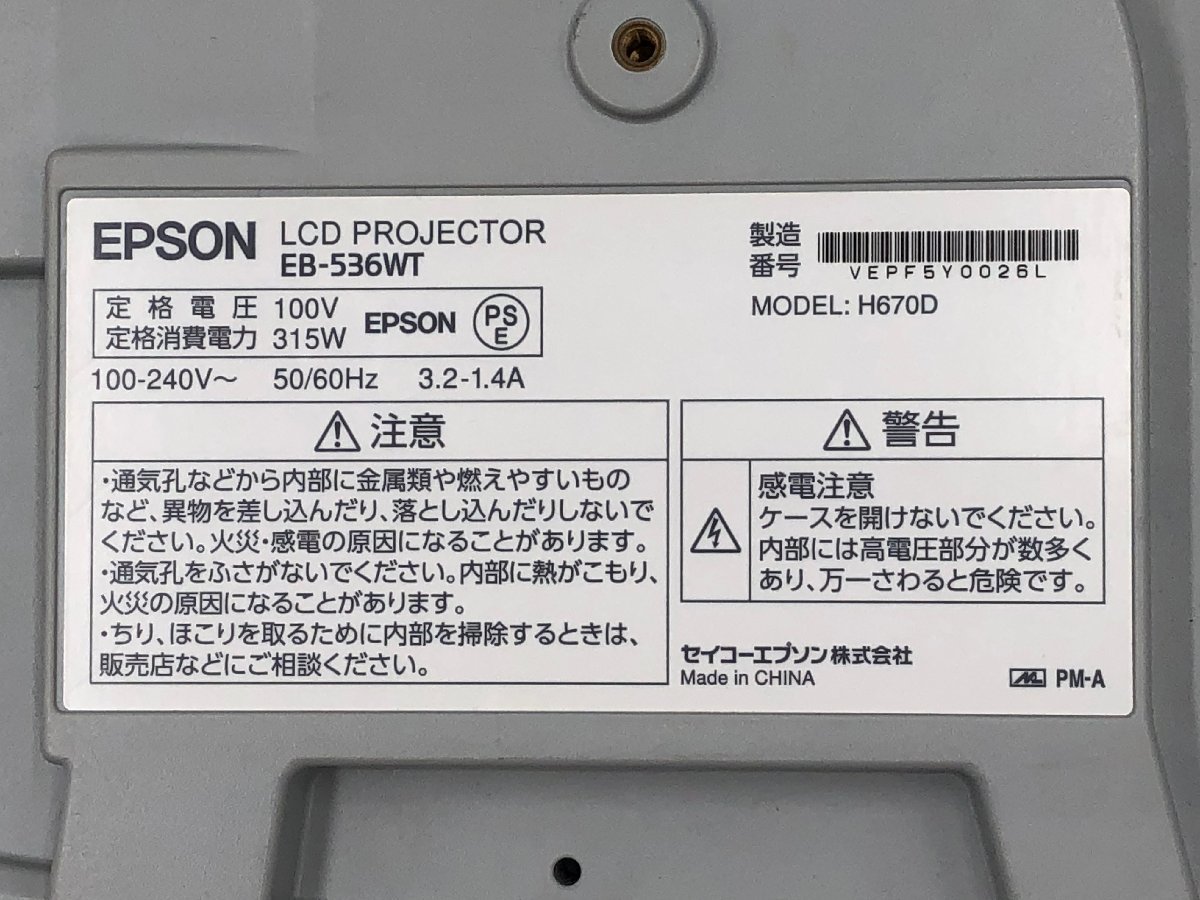 EPSON LCD PROJECTOR
EB-536WT
定格電圧 100V
定格消費電力 315W
EPSON
PS
E
100-240V～ 50/60Hz 3.2-1.4A
製造
番号
VEPF5Y0026L
MODEL: H670D
注意
・通気孔などから内部に金属類や燃えやすいもの
など、異物を差し込んだり、落とし込んだりしないで
ください。火災・感電の原因になることがあります。
・通気孔をふさがないでください。内部に熱がこもり、
火災の原因になることがあります。
・ちり、ほこりを取るために内部を掃除するときは、
販売店などにご相談ください。
警告
感電注意
ケースを開けないでください。
内部には高電圧部分が数多く
あり、万一さわると危険です。
セイコーエプソン株式会社
Made in CHINA
PM-A